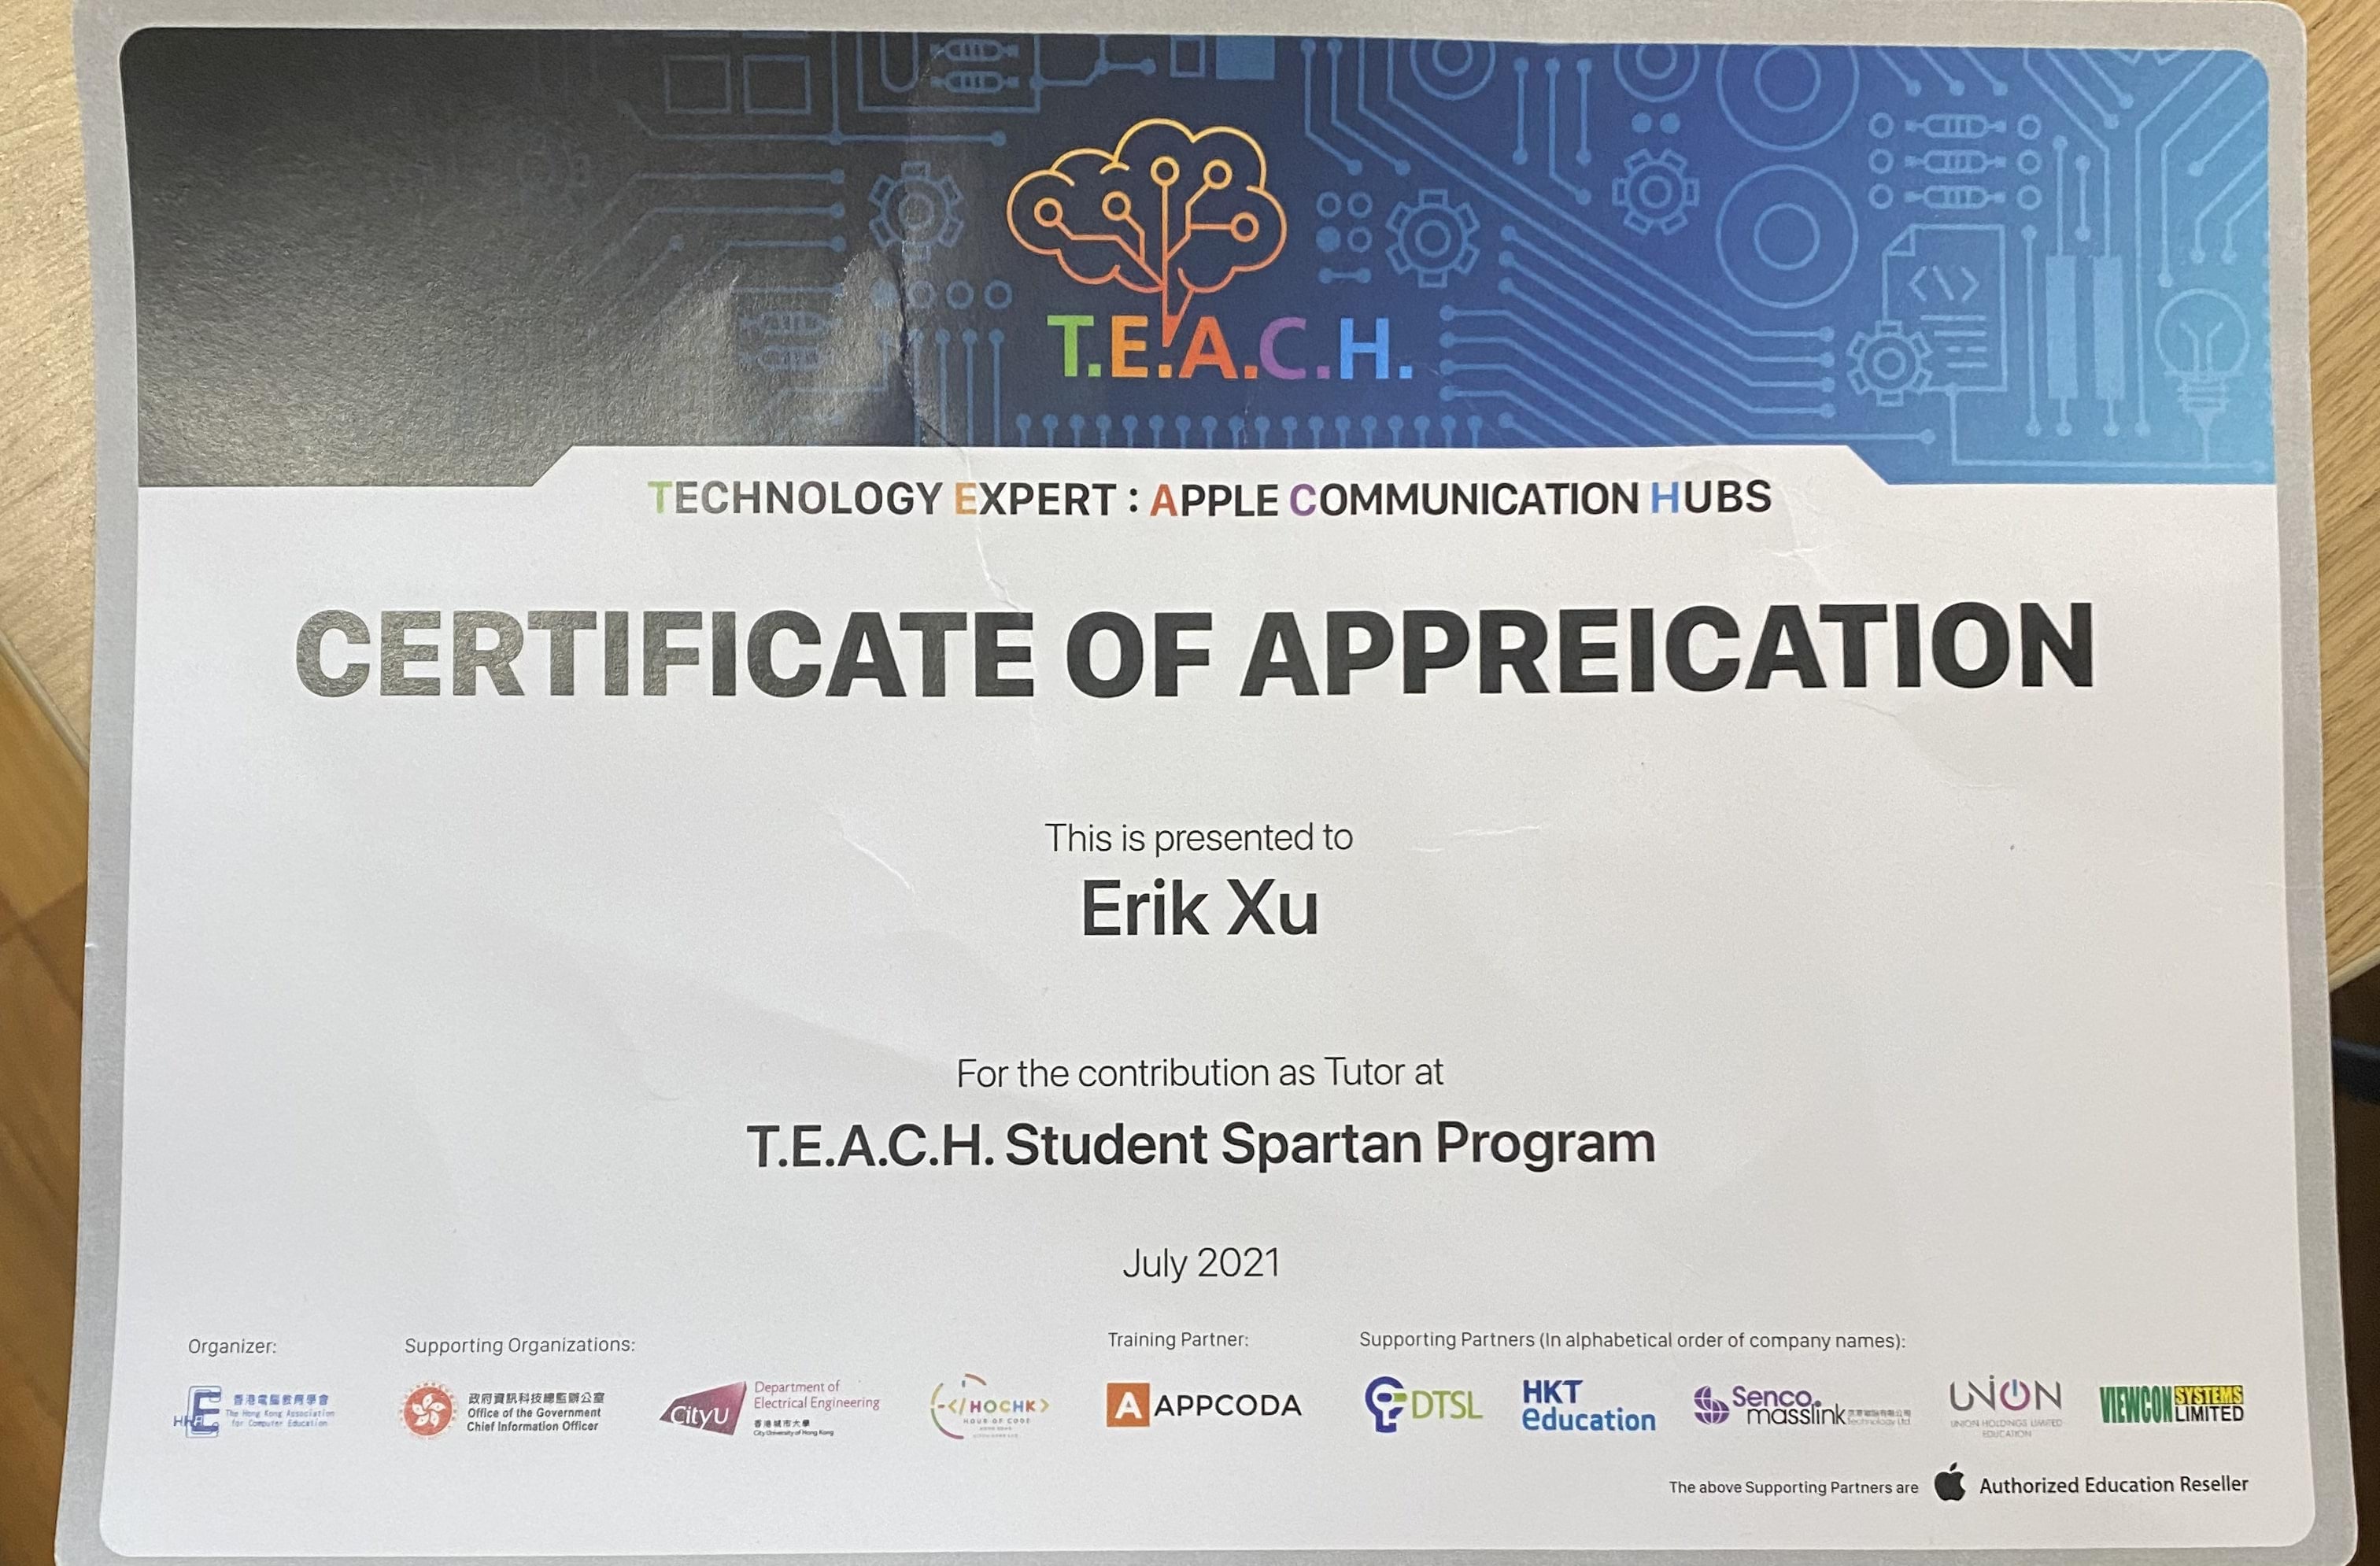 T.E.A.C.H.
TECHNOLOGY EXPERT : APPLE COMMUNICATION HUBS
CERTIFICATE OF APPREICATION
This is presented to
Erik Xu
For the contribution as Tutor at
T.E.A.C.H. Student Spartan Program
July 2021
Organizer:
香港電腦教育學會
The Hong Kong Association
for Computer Education
Supporting Organizations:
政府資訊科技總監辦公室
Office of the Government
Chief Information Officer
CityU
Department of
Electrical Engineering
香港城市大學
City University of Hong Kong
</HOCHK>
HOUR OF CODE
Training Partner:
A APPCODA
Supporting Partners (In alphabetical order of company names):
DTSL
HKT
education
Senco
masslink
Technology Ltd.
UNION
UNION HOLDINGS LIMITED
EDUCATION
VIEWCON SYSTEMS
LIMITED
The above Supporting Partners are Authorized Education Reseller